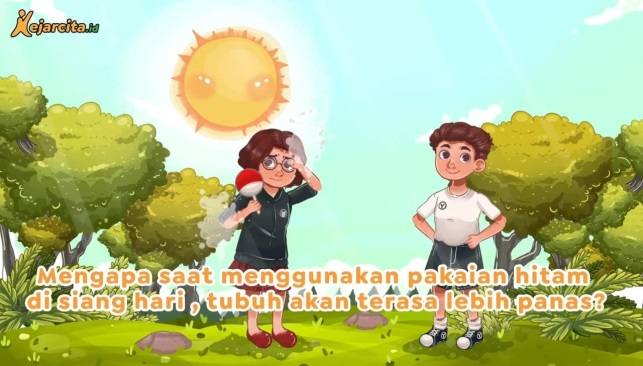 Kejarcita.id
Mengapa saat menggunakan pakaian hitam
di siang hari , tubuh akan terasa lebih panas?